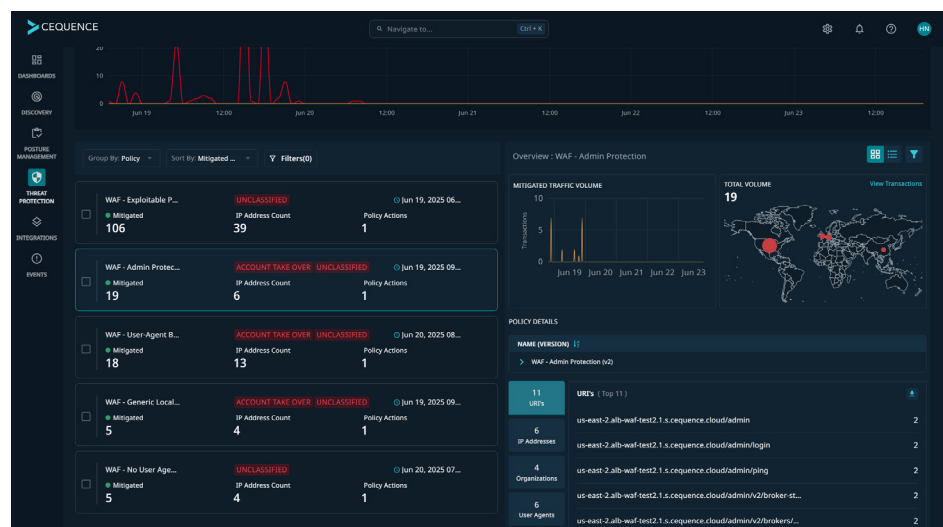 CEQUENCE
Navigate to...
Ctrl + K
HN
DASHBOARDS
DISCOVERY
POSTURE MANAGEMENT
THREAT PROTECTION
INTEGRATIONS
EVENTS
20
10
0
Jun 19 12:00 Jun 20 12:00 Jun 21 12:00 Jun 22 12:00 Jun 23 12:00
Group By: Policy
Sort By: Mitigated ...
Filters(0)
WAF - Exploitable P... UNCLASSIFIED Jun 19, 2025 06...
Mitigated IP Address Count Policy Actions
106 39 1
WAF - Admin Protec... ACCOUNT TAKE OVER UNCLASSIFIED Jun 19, 2025 09...
Mitigated IP Address Count Policy Actions
19 6 1
WAF - User-Agent B... ACCOUNT TAKE OVER UNCLASSIFIED Jun 20, 2025 08...
Mitigated IP Address Count Policy Actions
18 13 1
WAF - Generic Local... ACCOUNT TAKE OVER UNCLASSIFIED Jun 19, 2025 09...
Mitigated IP Address Count Policy Actions
5 4 1
WAF - No User Age... UNCLASSIFIED Jun 20, 2025 07...
Mitigated IP Address Count Policy Actions
5 4 1
Overview : WAF - Admin Protection
MITIGATED TRAFFIC VOLUME
Transactions
10
5
0
Jun 19 Jun 20 Jun 21 Jun 22 Jun 23
TOTAL VOLUME
19
View Transactions
POLICY DETAILS
NAME (VERSION)
WAF - Admin Protection (v2)
11
URI's
6
IP Addresses
4
Organizations
6
User Agents
URI's ( Top 11 )
us-east-2.alb-waf-test2.1.s.cequence.cloud/admin 2
us-east-2.alb-waf-test2.1.s.cequence.cloud/admin/login 2
us-east-2.alb-waf-test2.1.s.cequence.cloud/admin/ping 2
us-east-2.alb-waf-test2.1.s.cequence.cloud/admin/v2/broker-st... 2
us-east-2.alb-waf-test2.1.s.cequence.cloud/admin/v2/brokers/... 2